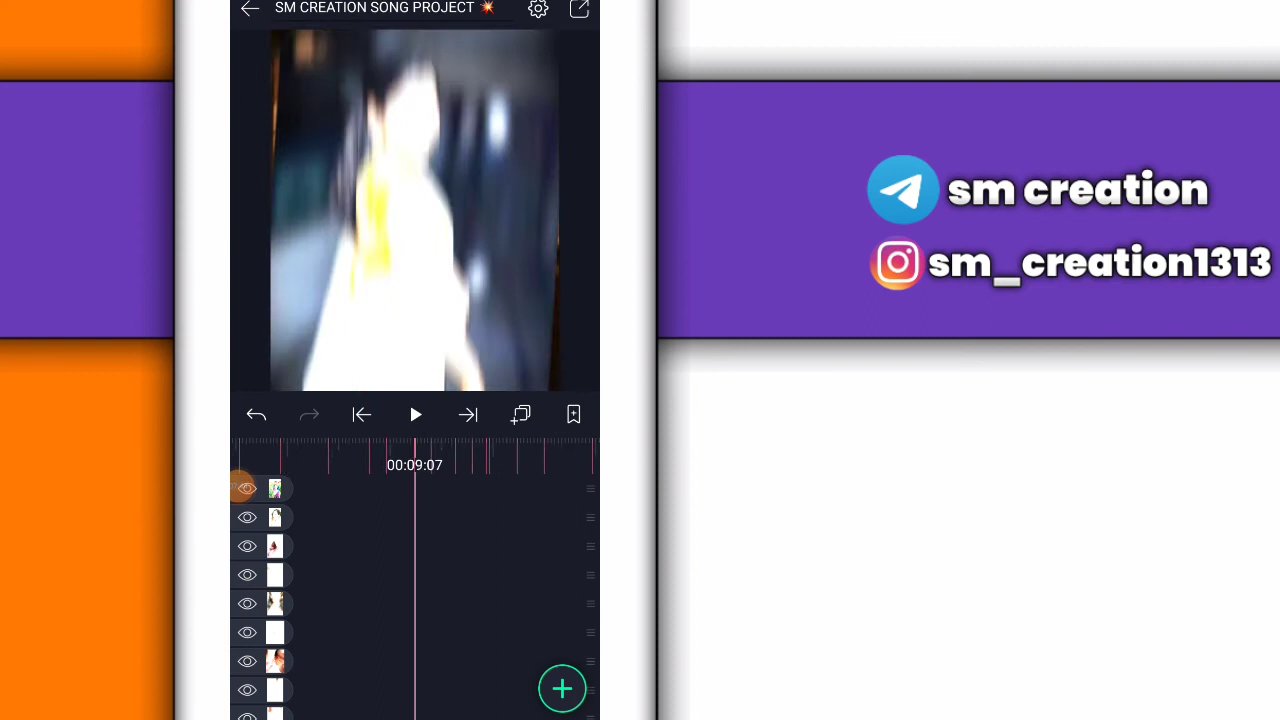 SM CREATION SONG PROJECT 💥
sm creation
sm_creation1313
00:09:07